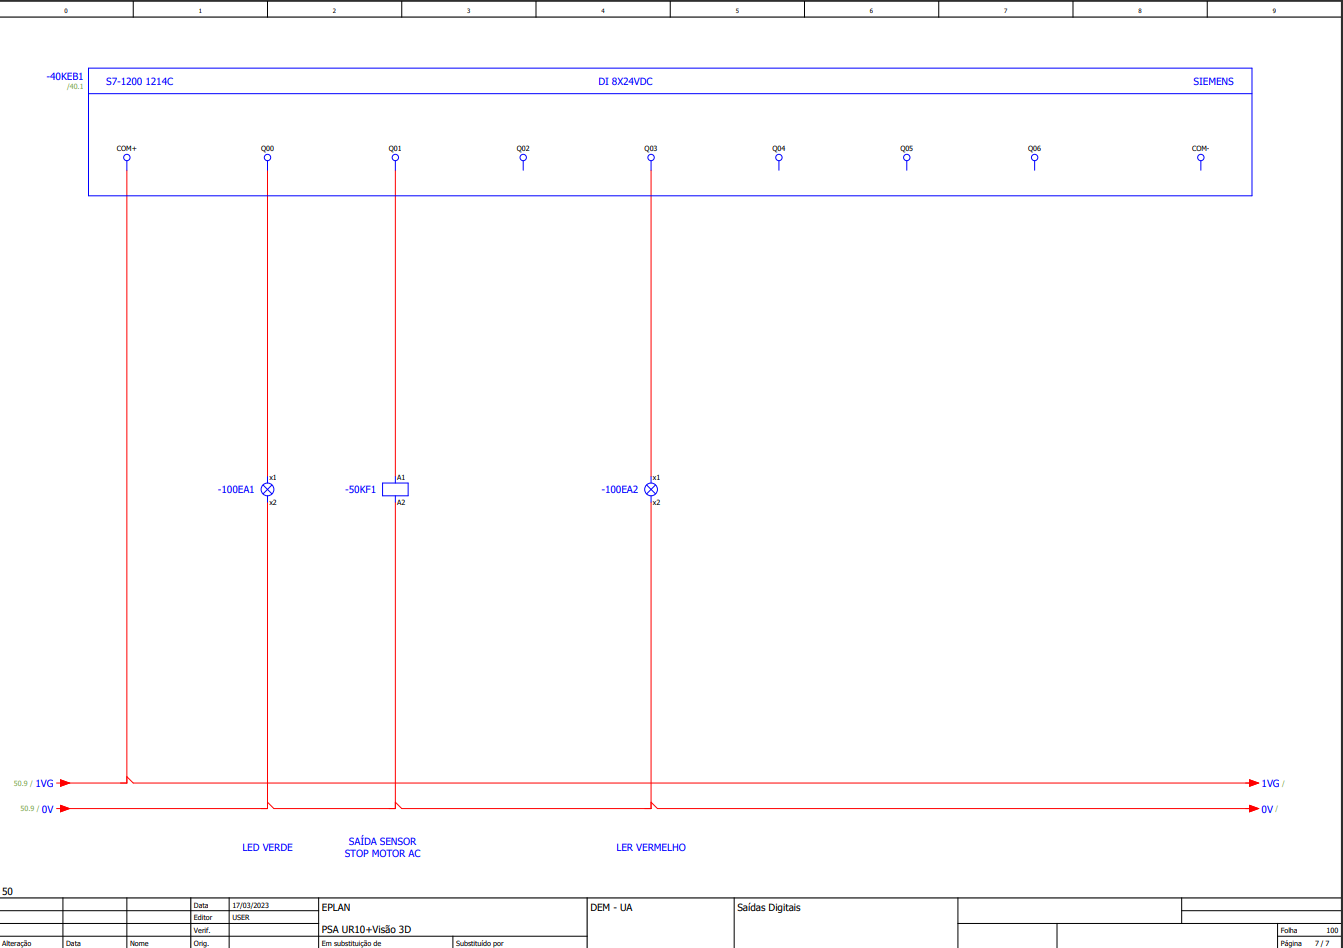 0 1 2 3 4 5 6 7 8 9
-40KEB1 S7-1200 1214C DI 8X24VDC SIEMENS
/40.1
COM+ Q00 Q01 Q02 Q03 Q04 Q05 Q06 COM-
x1 A1 x1
-100EA1 -50KF1 -100EA2
x2 A2 x2
50.9 / 1VG 1VG /
50.9 / 0V 0V /
LED VERDE SAÍDA SENSOR LER VERMELHO
STOP MOTOR AC
50
Data 17/03/2023 EPLAN DEM - UA Saídas Digitais
Editor USER
Verif. PSA UR10+Visão 3D Folha 100
Alteração Data Nome Orig. Em substituição de Substituído por Página 7 / 7